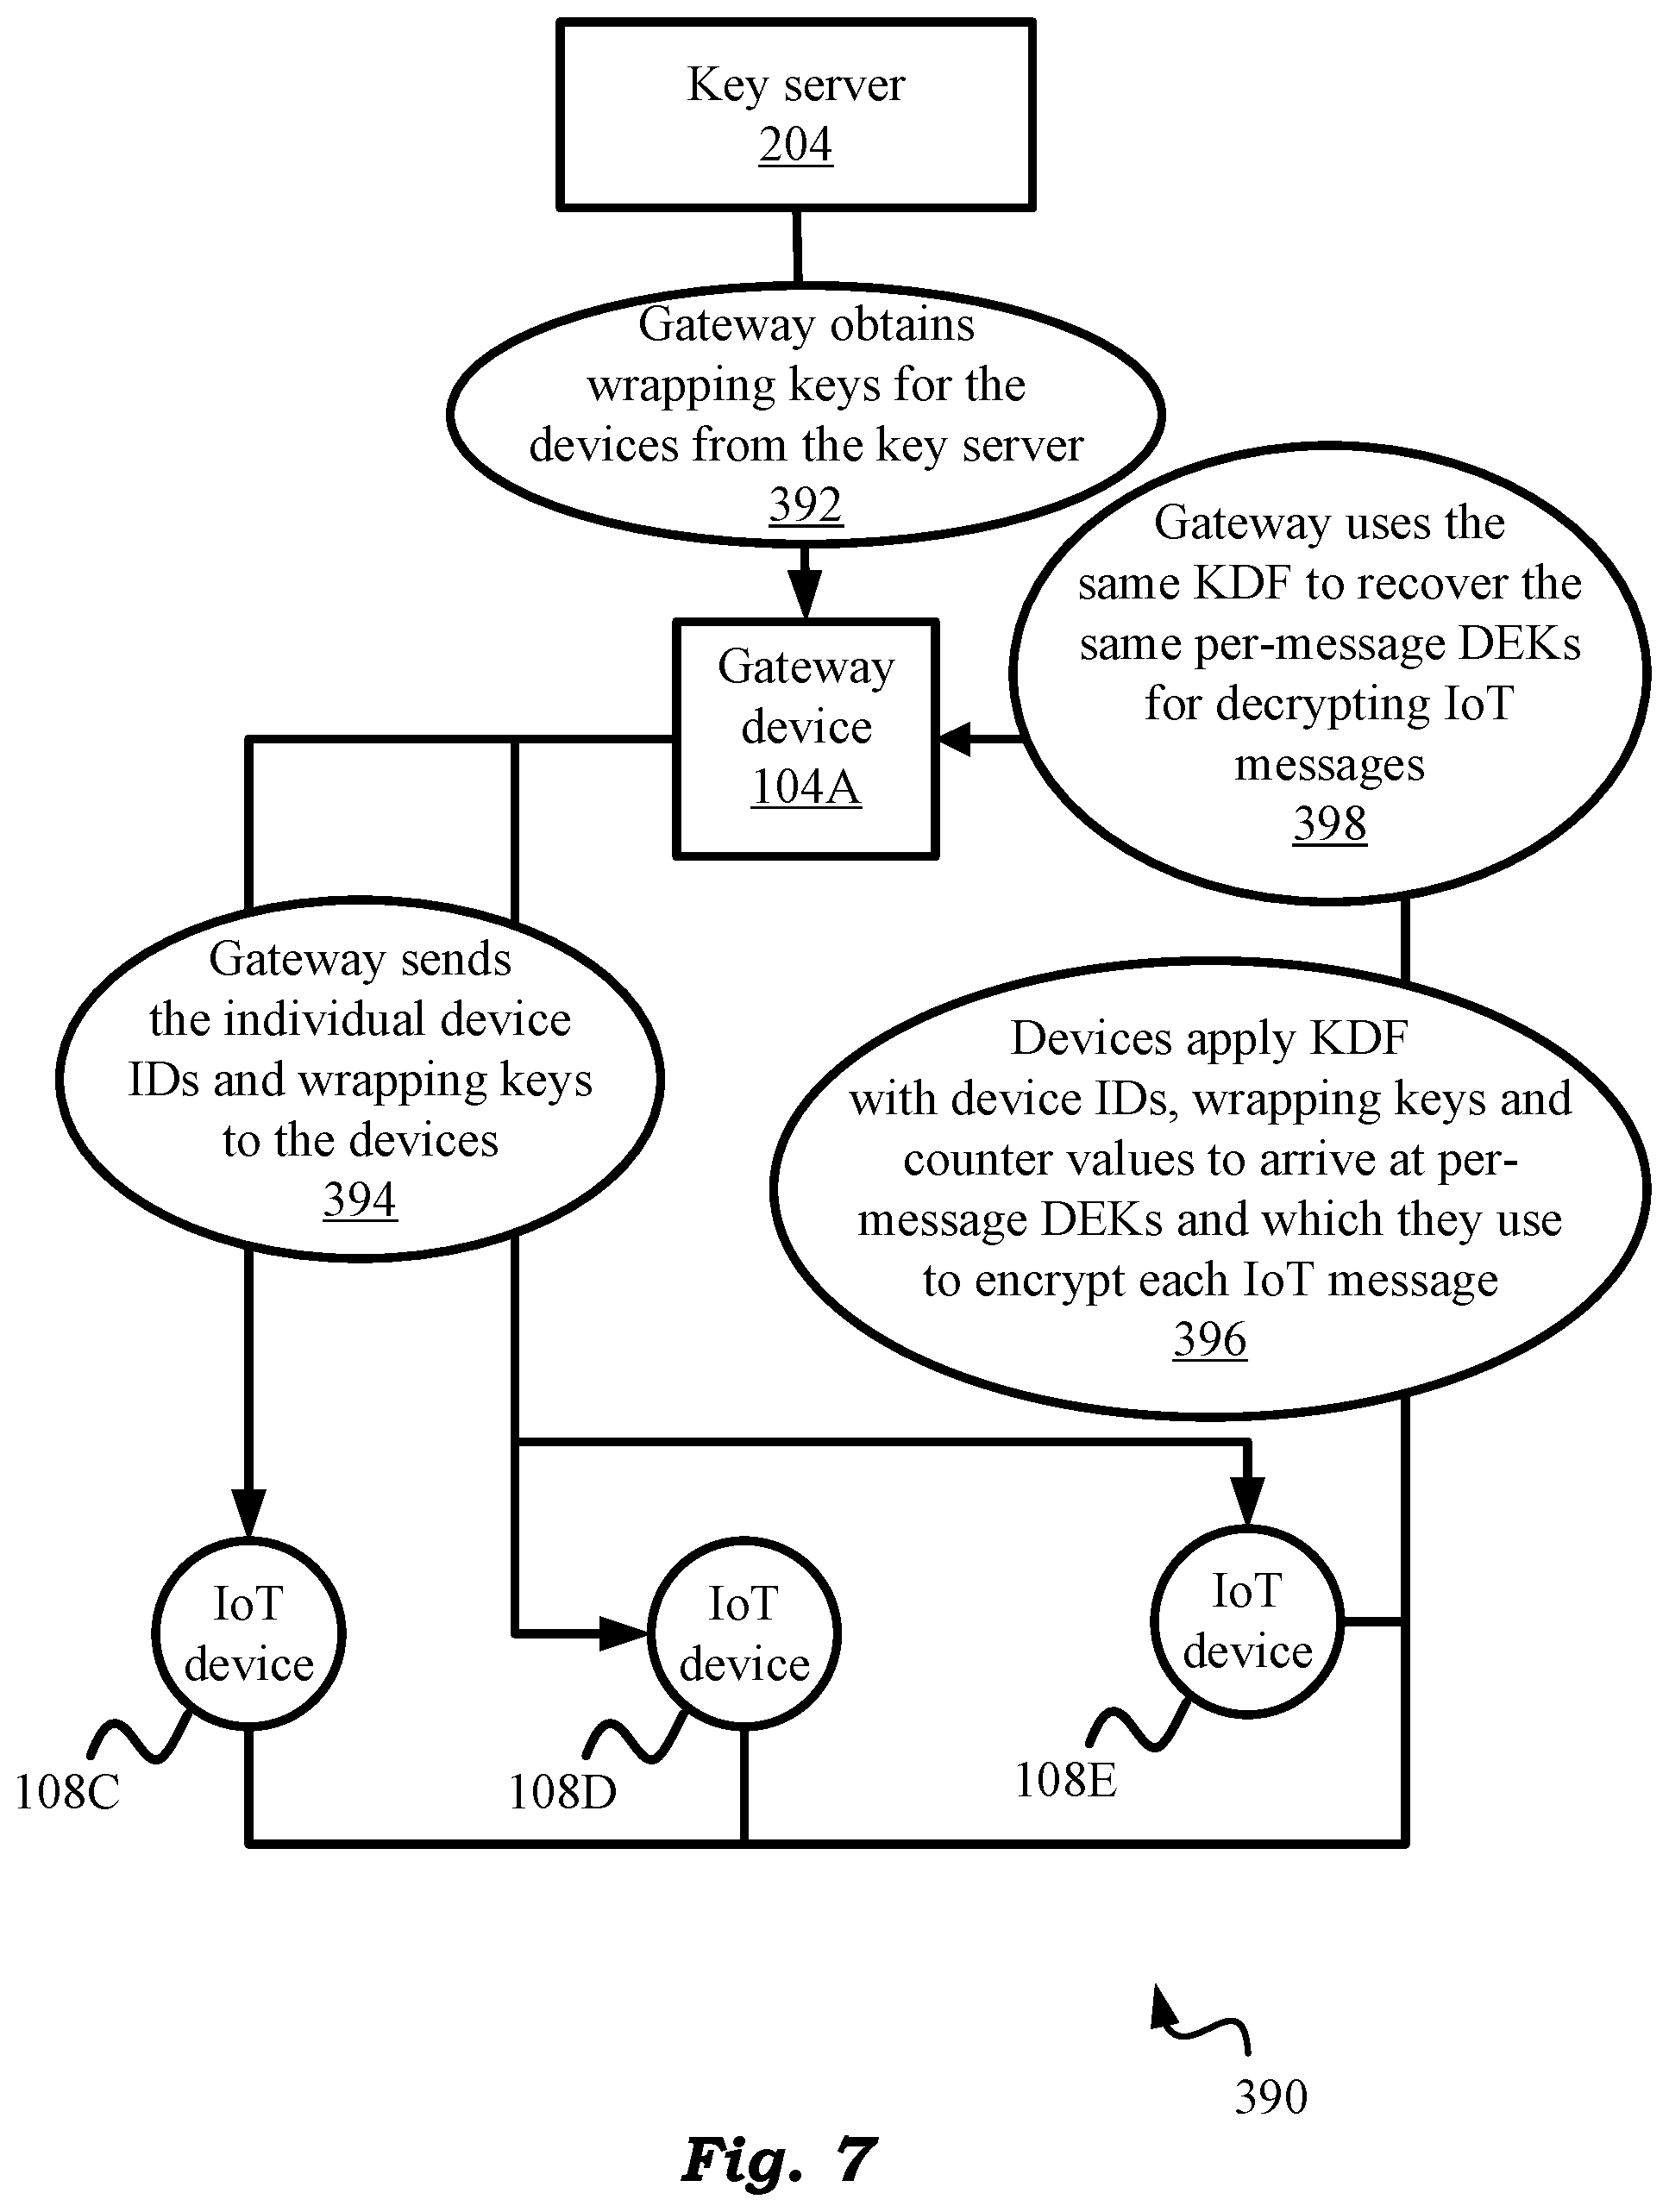 Key server
204
Gateway obtains
wrapping keys for the
devices from the key server
392
Gateway uses the
same KDF to recover the
same per-message DEKs
for decrypting IoT
messages
398
Gateway
device
104A
Gateway sends
the individual device
IDs and wrapping keys
to the devices
394
Devices apply KDF
with device IDs, wrapping keys and
counter values to arrive at per-
message DEKs and which they use
to encrypt each IoT message
396
IoT
device
108C
IoT
device
108D
IoT
device
108E
390
Fig. 7